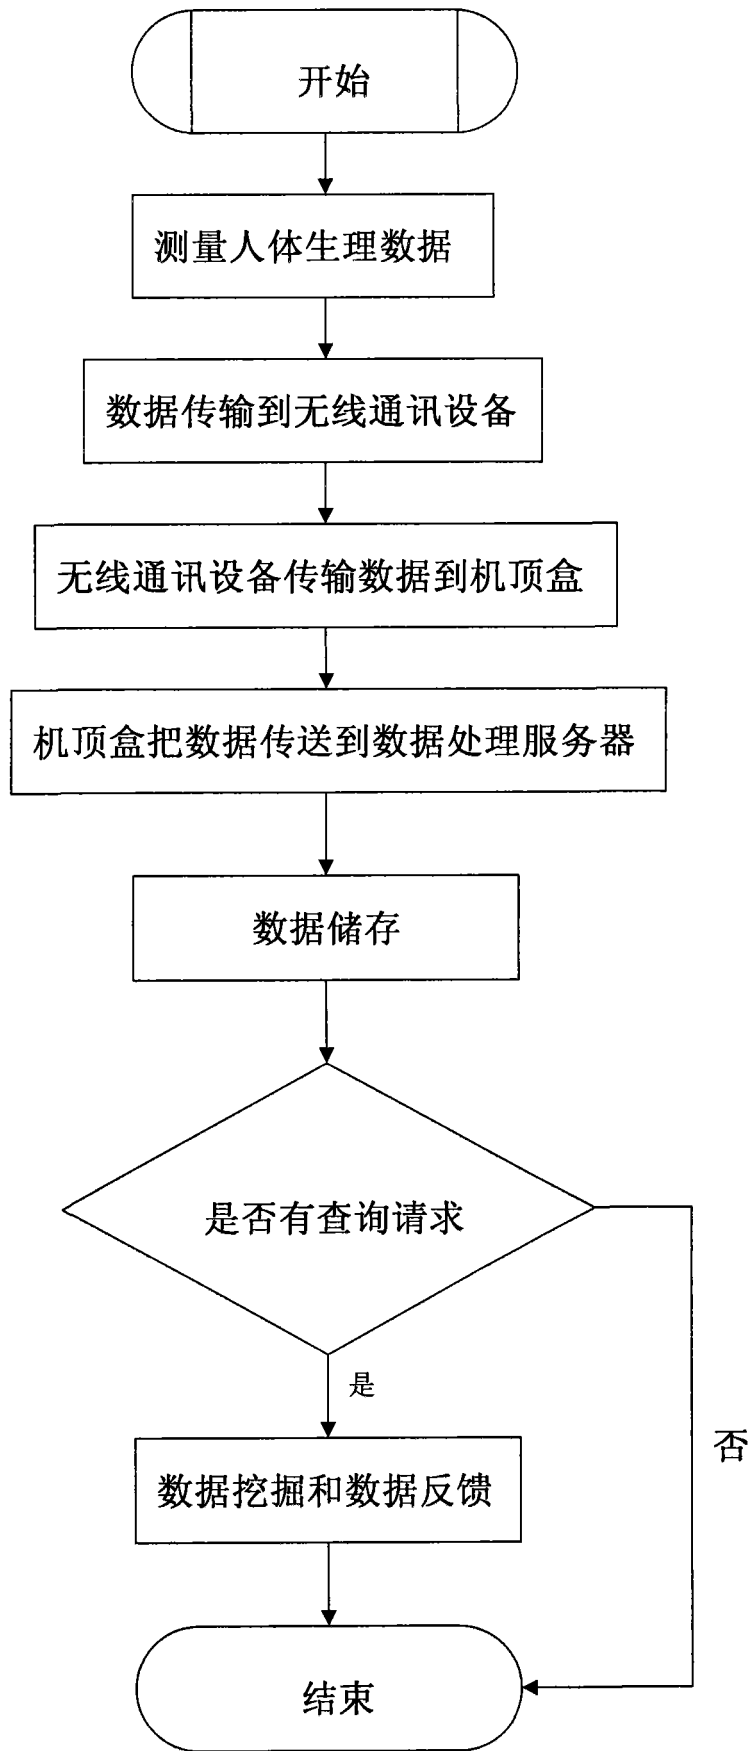 开始
测量人体生理数据
数据传输到无线通讯设备
无线通讯设备传输数据到机顶盒
机顶盒把数据传送到数据处理服务器
数据储存
是否有查询请求
是
否
数据挖掘和数据反馈
结束